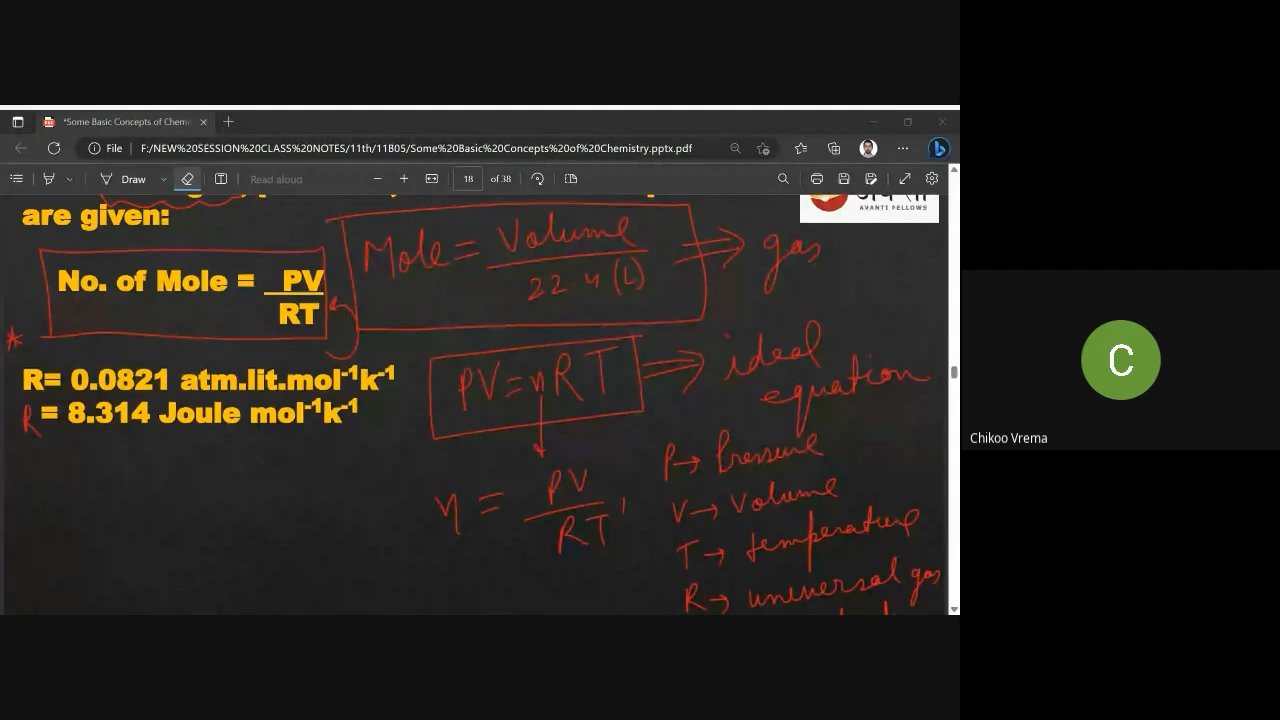 *Some Basic Concepts of Chemi
File F:/NEW%20SESSION%20CLASS%20NOTES/11th/11B05/Some%20Basic%20Concepts%20of%20Chemistry.pptx.pdf
Draw Read aloud 18 of 38
are given:
AVANTI FELLOWS
No. of Mole = PV
RT
Mole = Volume
22.4 (L)
⇒ gas
*
PV = nRT ⇒ ideal
equation
R= 0.0821 atm.lit.mol⁻¹k⁻¹
R = 8.314 Joule mol⁻¹k⁻¹
n = PV
RT
P → Pressure
V → Volume
T → temperature
R → universal gas
C
Chikoo Vrema